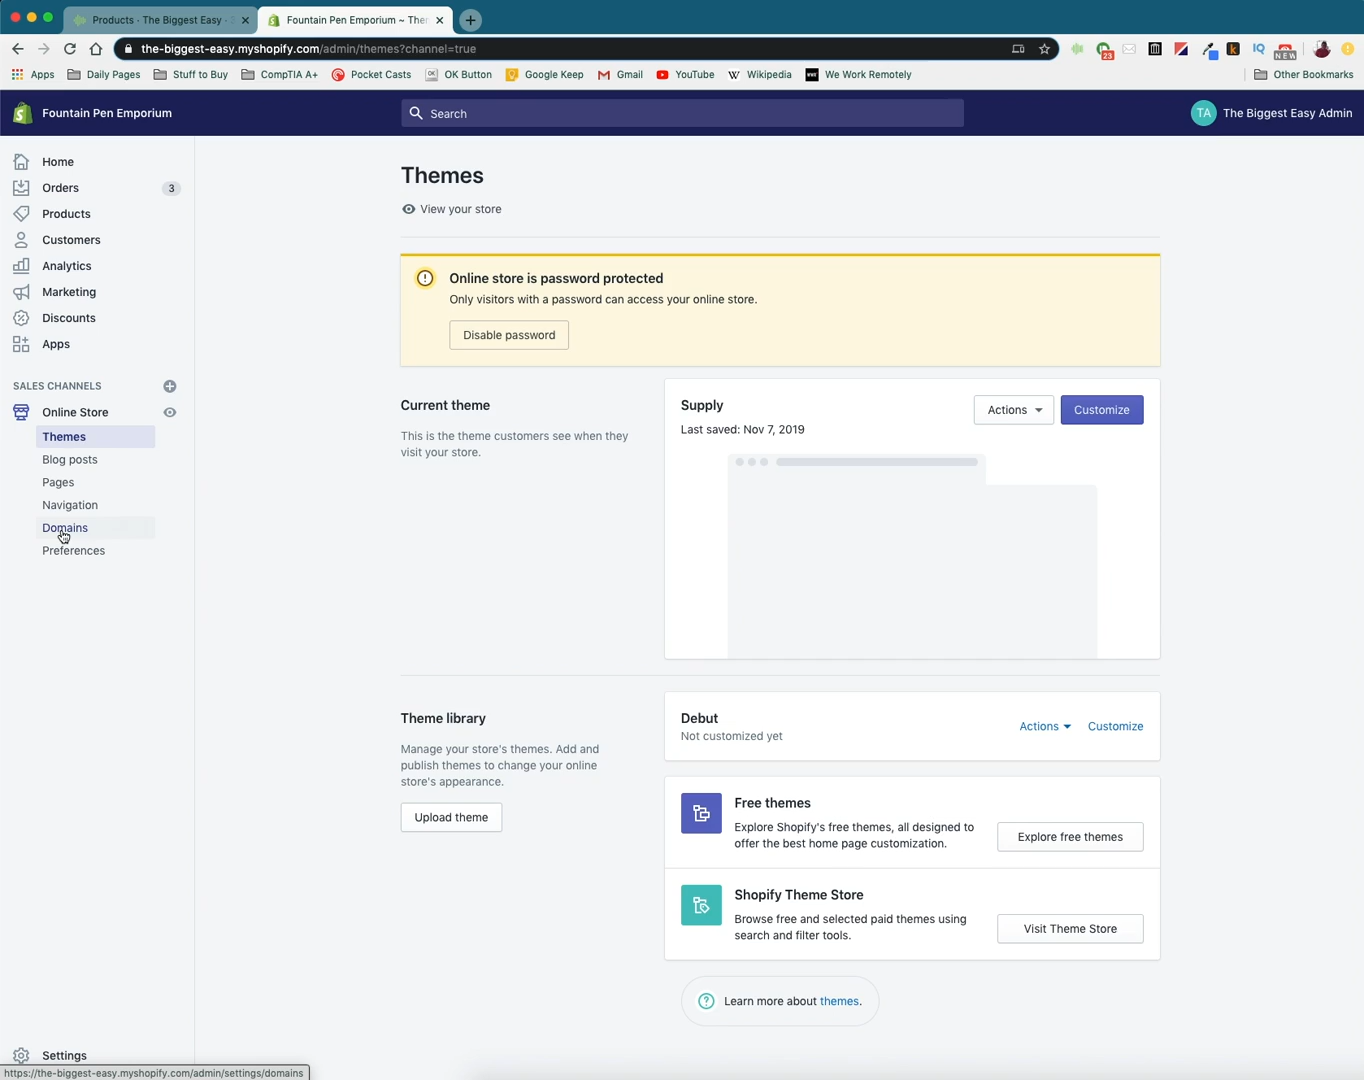 Products · The Biggest Easy · S
Fountain Pen Emporium ~ Then
the-biggest-easy.myshopify.com/admin/themes?channel=true
23
IQ
NEW
Apps
Daily Pages
Stuff to Buy
CompTIA A+
Pocket Casts
OK Button
Google Keep
Gmail
YouTube
Wikipedia
We Work Remotely
Other Bookmarks
Fountain Pen Emporium
Search
TA
The Biggest Easy Admin
Home
Orders
3
Products
Customers
Analytics
Marketing
Discounts
Apps
SALES CHANNELS
Online Store
Themes
Blog posts
Pages
Navigation
Domains
Preferences
Settings
Themes
View your store
Online store is password protected
Only visitors with a password can access your online store.
Disable password
Current theme
This is the theme customers see when they
visit your store.
Supply
Last saved: Nov 7, 2019
Actions
Customize
Theme library
Manage your store's themes. Add and
publish themes to change your online
store's appearance.
Upload theme
Debut
Not customized yet
Actions
Customize
Free themes
Explore Shopify's free themes, all designed to
offer the best home page customization.
Explore free themes
Shopify Theme Store
Browse free and selected paid themes using
search and filter tools.
Visit Theme Store
Learn more about themes.
https://the-biggest-easy.myshopify.com/admin/settings/domains